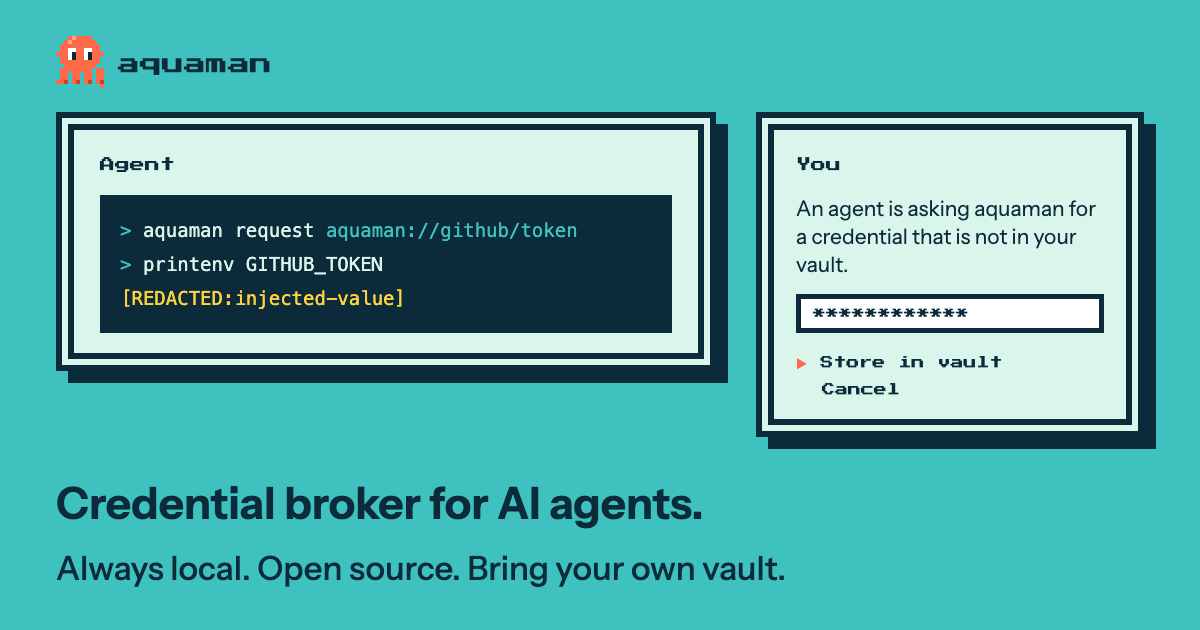 aquaman
Agent
> aquaman request aquaman://github/token
> printenv GITHUB_TOKEN
[REDACTED:injected-value]
You
An agent is asking aquaman for
a credential that is not in your
vault.
************
▶ Store in vault
Cancel
Credential broker for AI agents.
Always local. Open source. Bring your own vault.